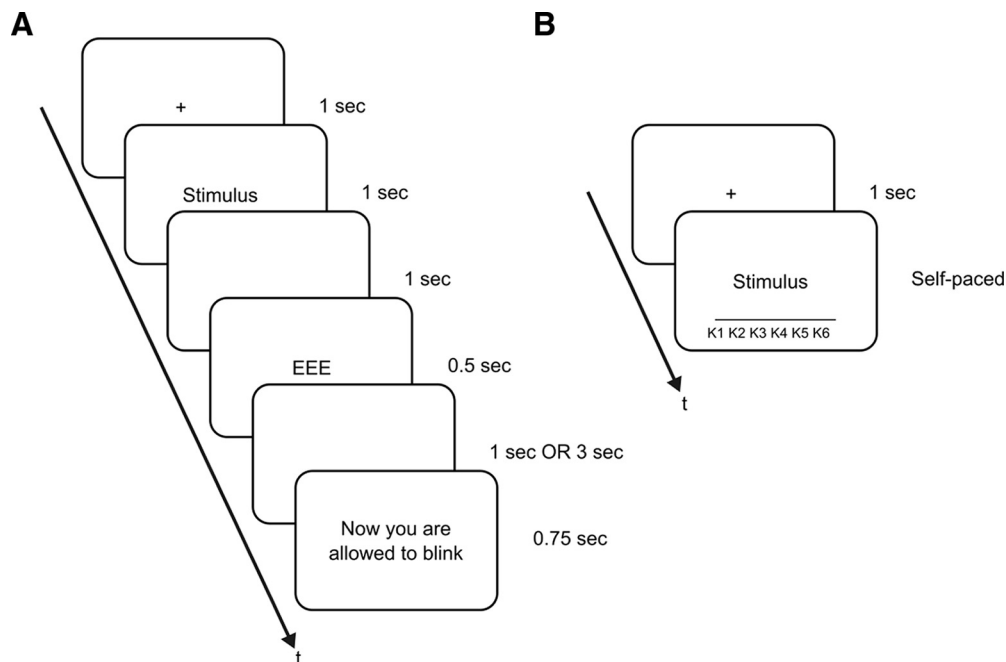 A
+
1 sec
Stimulus
1 sec
1 sec
EEE
0.5 sec
1 sec OR 3 sec
Now you are
allowed to blink
0.75 sec
t
B
+
1 sec
Stimulus
Self-paced
K1 K2 K3 K4 K5 K6
t